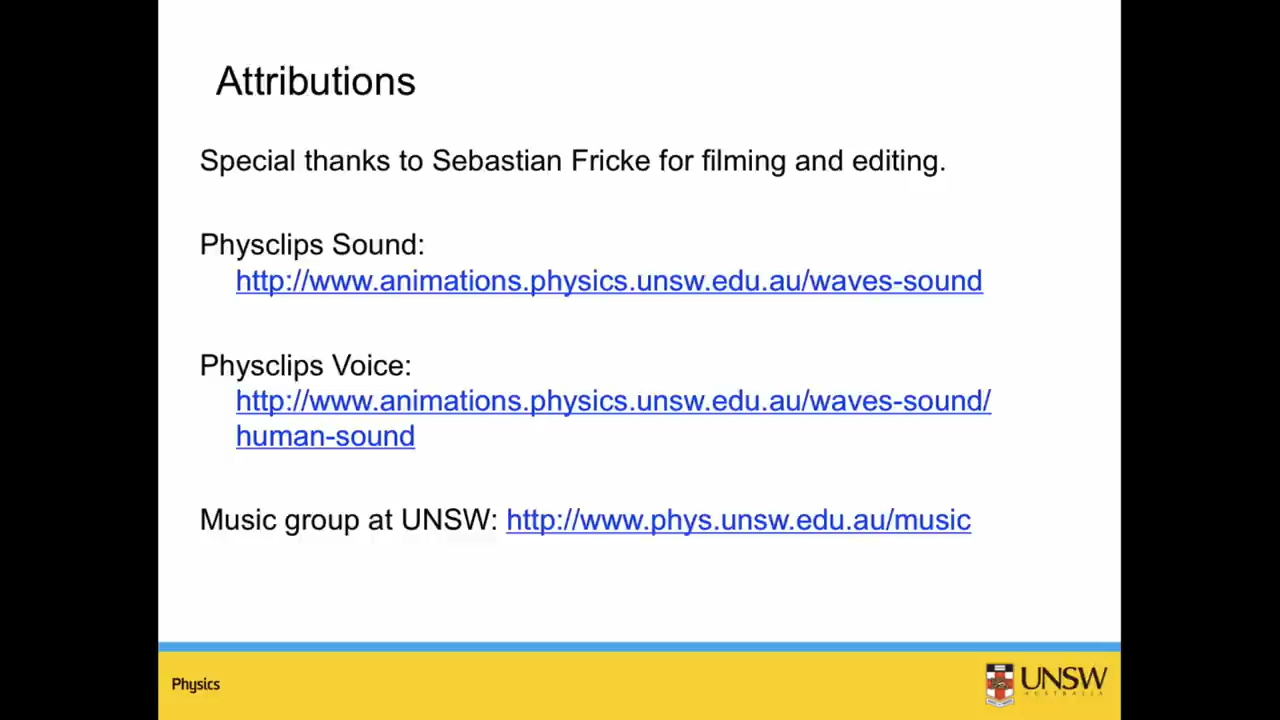 Attributions
Special thanks to Sebastian Fricke for filming and editing.
Physclips Sound:
http://www.animations.physics.unsw.edu.au/waves-sound
Physclips Voice:
http://www.animations.physics.unsw.edu.au/waves-sound/
human-sound
Music group at UNSW: http://www.phys.unsw.edu.au/music
Physics
UNSW
AUSTRALIA